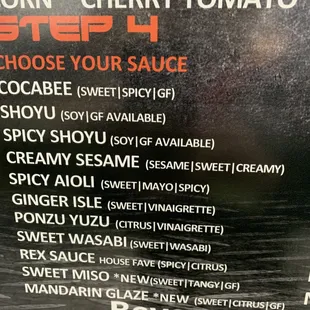 CORN CHERRY TOMATO
STEP 4
CHOOSE YOUR SAUCE
COCABEE (SWEET|SPICY|GF)
SHOYU (SOY|GF AVAILABLE)
SPICY SHOYU (SOY|GF AVAILABLE)
CREAMY SESAME (SESAME|SWEET|CREAMY)
SPICY AIOLI (SWEET|MAYO|SPICY)
GINGER ISLE (SWEET|VINAIGRETTE)
PONZU YUZU (CITRUS|VINAIGRETTE)
SWEET WASABI (SWEET|WASABI)
REX SAUCE HOUSE FAVE (SPICY|CITRUS)
SWEET MISO *NEW (SWEET|TANGY|GF)
MANDARIN GLAZE *NEW (SWEET|CITRUS|GF